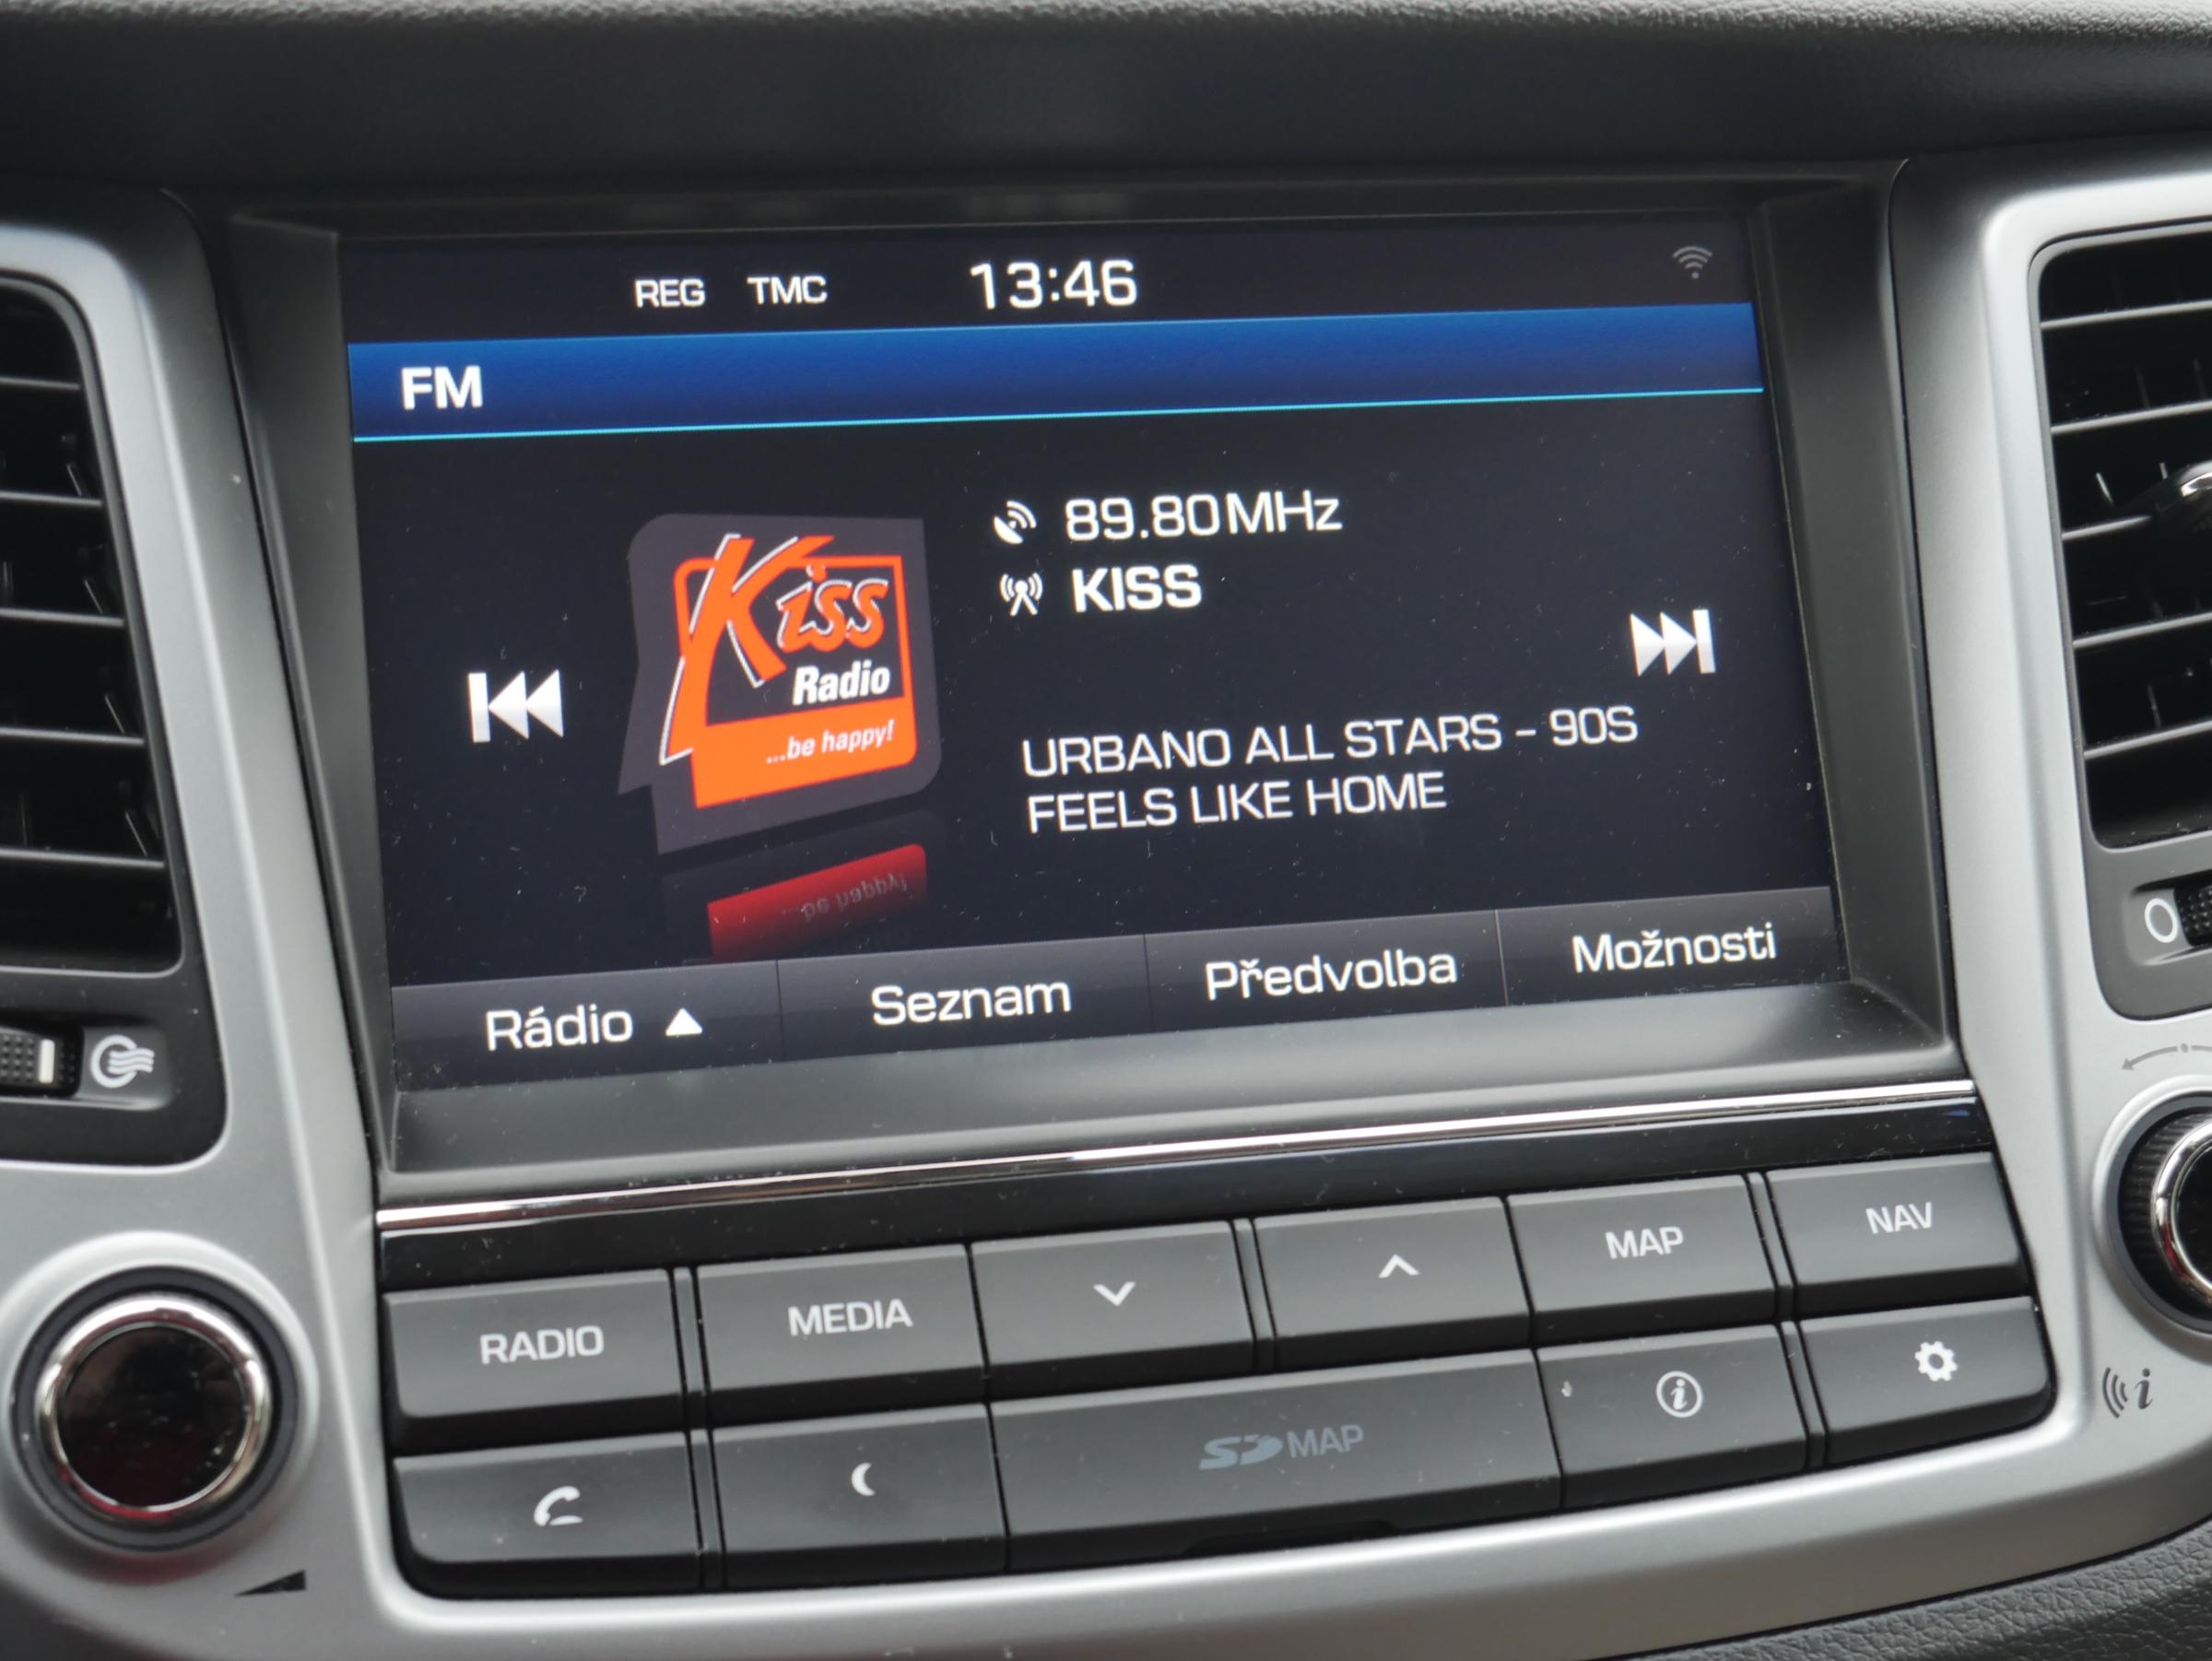 REG TMC 13:46
FM
89.80MHz
KISS
Kiss
Radio
...be happy!
URBANO ALL STARS - 90S
FEELS LIKE HOME
Rádio Seznam Předvolba Možnosti
RADIO MEDIA MAP NAV
SD MAP